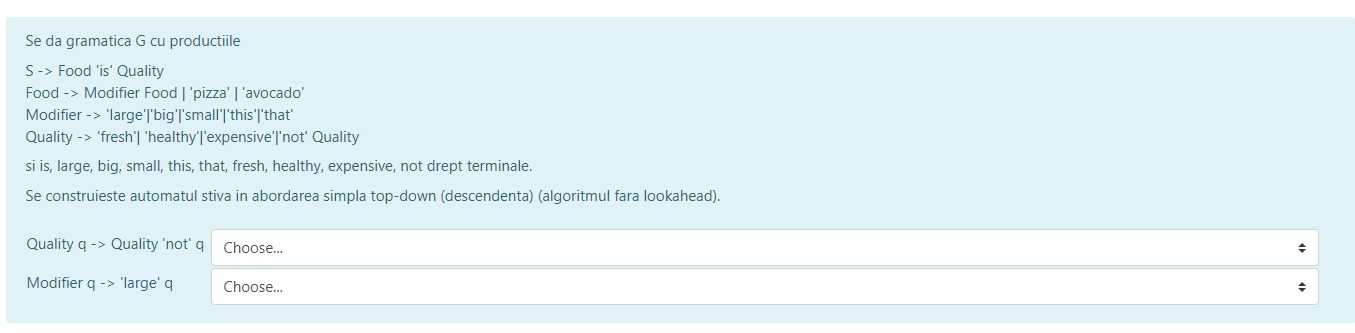 Se da gramatica G cu productiile
S -> Food 'is' Quality
Food -> Modifier Food | 'pizza' | 'avocado'
Modifier -> 'large'|'big'|'small'|'this'|'that'
Quality -> 'fresh'| 'healthy'|'expensive'|'not' Quality
si is, large, big, small, this, that, fresh, healthy, expensive, not drept terminale.
Se construieste automatul stiva in abordarea simpla top-down (descendenta) (algoritmul fara lookahead).
Quality q -> Quality 'not' q Choose...
Modifier q -> 'large' q Choose...